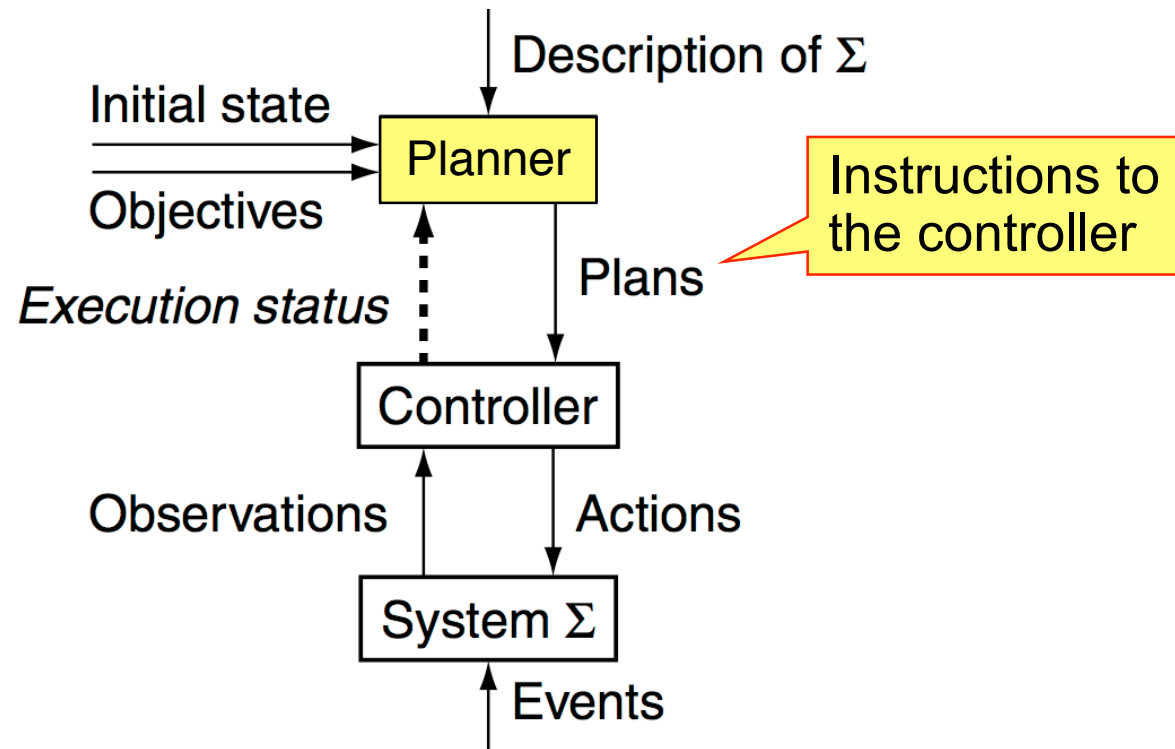 Description of Σ
Initial state
Planner
Objectives
Instructions to
the controller
Plans
Execution status
Controller
Observations
Actions
System Σ
Events